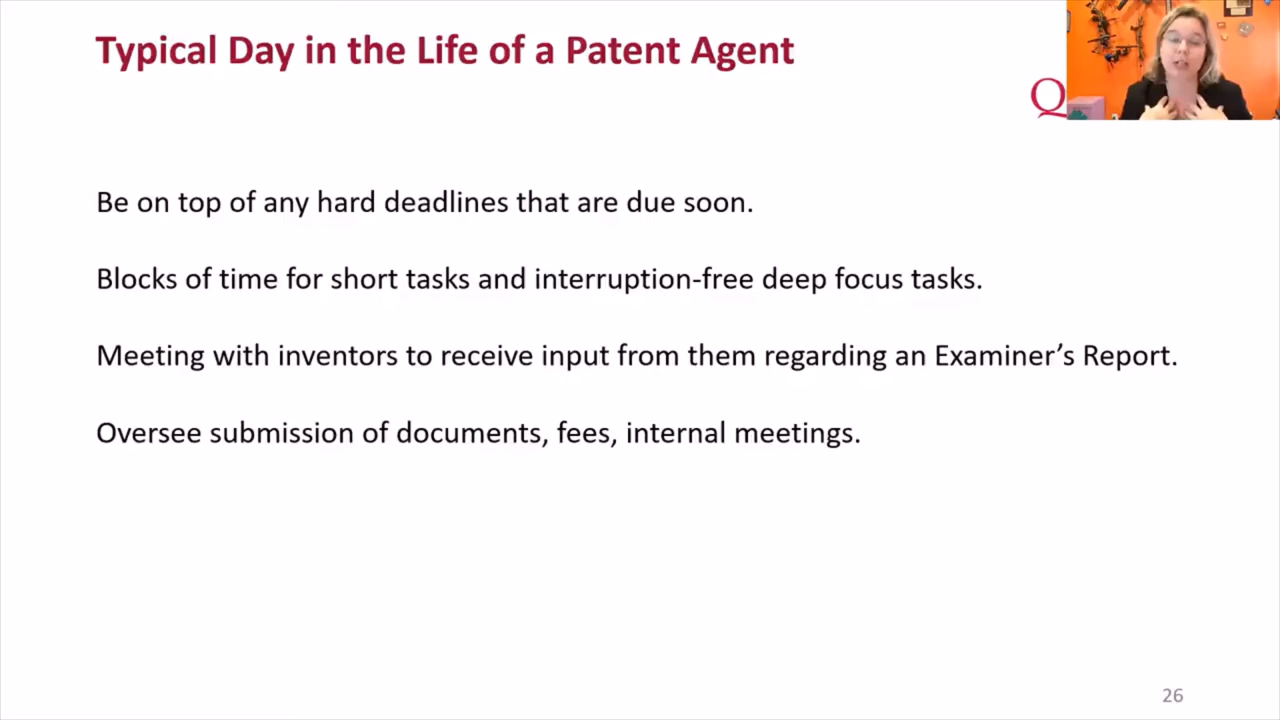 Typical Day in the Life of a Patent Agent
Q
Be on top of any hard deadlines that are due soon.
Blocks of time for short tasks and interruption-free deep focus tasks.
Meeting with inventors to receive input from them regarding an Examiner’s Report.
Oversee submission of documents, fees, internal meetings.
26